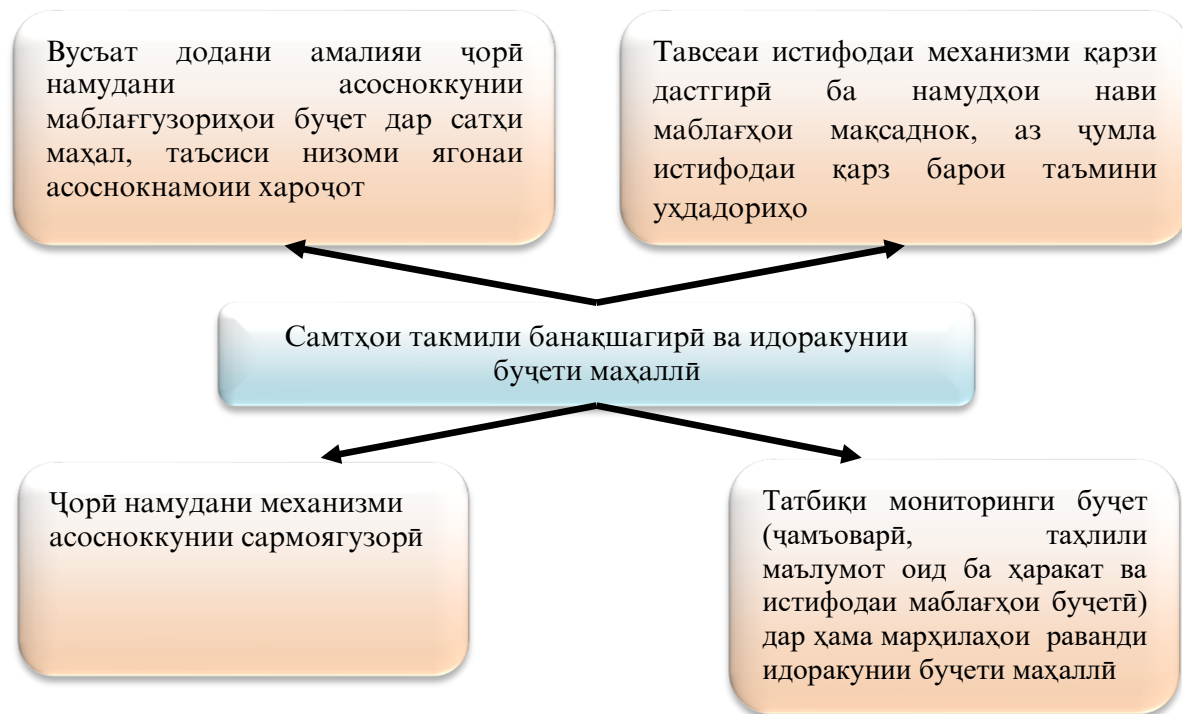 Вусъат додани амалияи ҷорӣ
намудани асосноккунии
маблағгузориҳои буҷет дар сатҳи
маҳал, таъсиси низоми ягонаи
асоснокнамоии хароҷот
Тавсеаи истифодаи механизми қарзи
дастгирӣ ба намудҳои нави
маблағҳои мақсаднок, аз ҷумла
истифодаи қарз барои таъмини
уҳдадориҳо
Самтҳои такмили банақшагирӣ ва идоракунии
буҷети маҳаллӣ
Ҷорӣ намудани механизми
асосноккунии сармоягузорӣ
Татбиқи мониторинги буҷет
(ҷамъоварӣ, таҳлили
маълумот оид ба ҳаракат ва
истифодаи маблағҳои буҷетӣ)
дар ҳама марҳилаҳои раванди
идоракунии буҷети маҳаллӣ